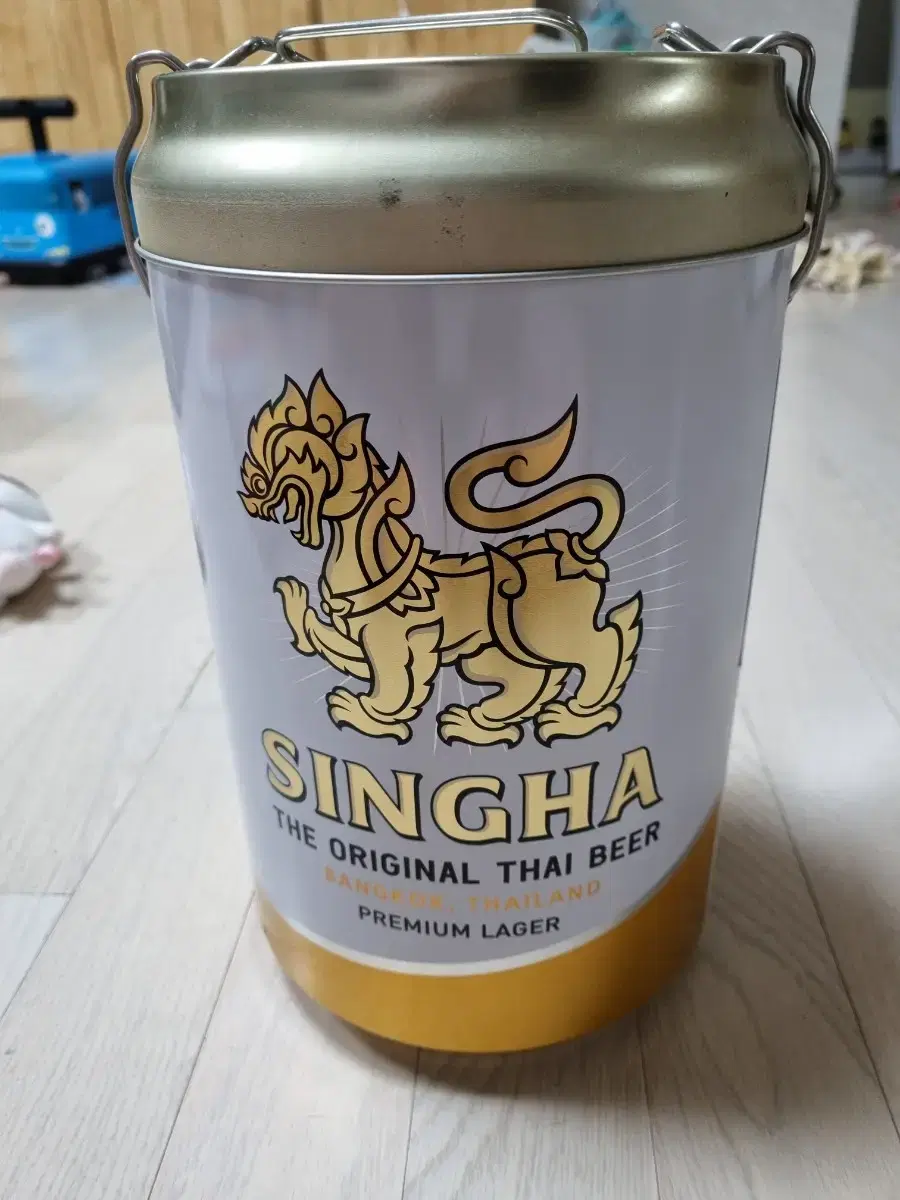 SINGHA
THE ORIGINAL THAI BEER
BANGKOK, THAILAND
PREMIUM LAGER